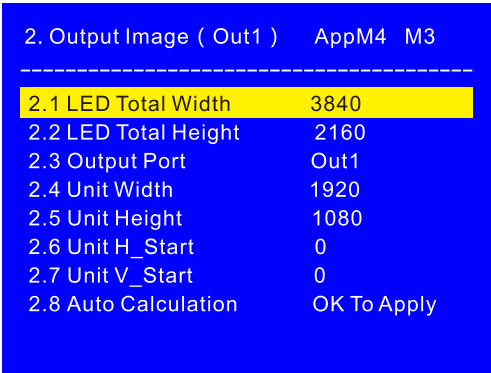 2. Output Image ( Out1 ) AppM4 M3
---------------------------------------------
2.1 LED Total Width 3840
2.2 LED Total Height 2160
2.3 Output Port Out1
2.4 Unit Width 1920
2.5 Unit Height 1080
2.6 Unit H_Start 0
2.7 Unit V_Start 0
2.8 Auto Calculation OK To Apply